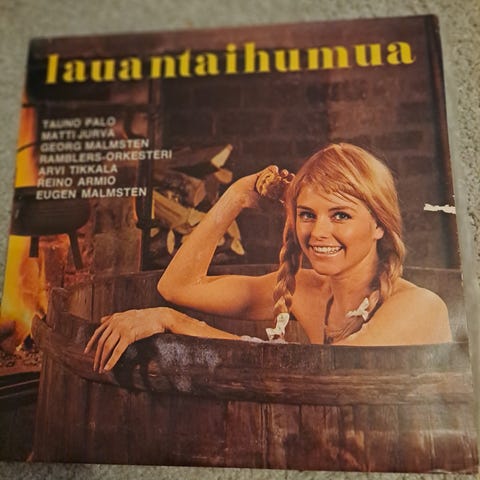 lauantaihumua
TAUNO PALO
MATTI JURVA
GEORG MALMSTEN
RAMBLERS-ORKESTERI
ARVI TIKKALA
REINO ARMIO
EUGEN MALMSTEN